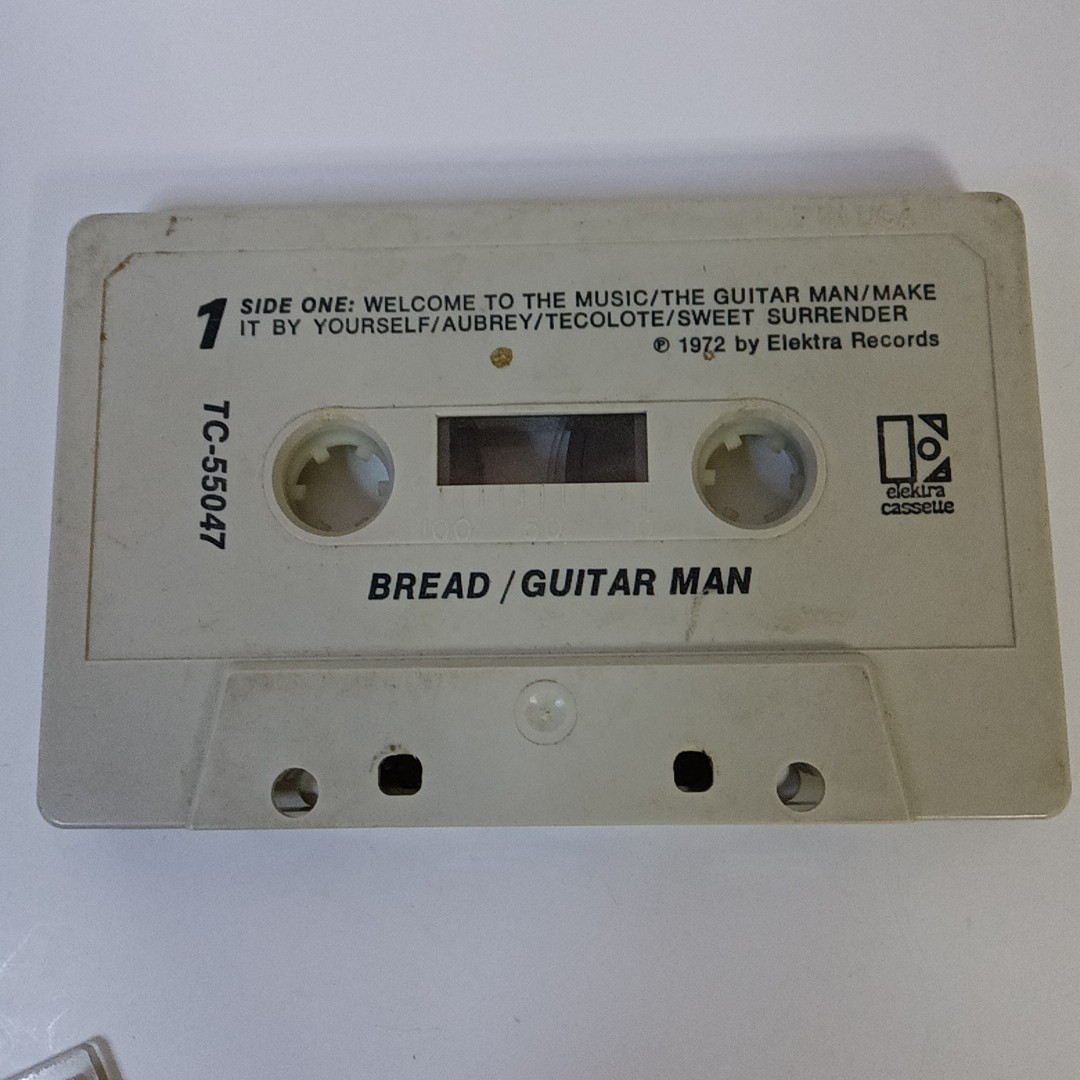 1 SIDE ONE: WELCOME TO THE MUSIC/THE GUITAR MAN/MAKE
IT BY YOURSELF/AUBREY/TECOLOTE/SWEET SURRENDER
℗ 1972 by Elektra Records
TC-55047
elektra
cassette
100 50 0
BREAD / GUITAR MAN